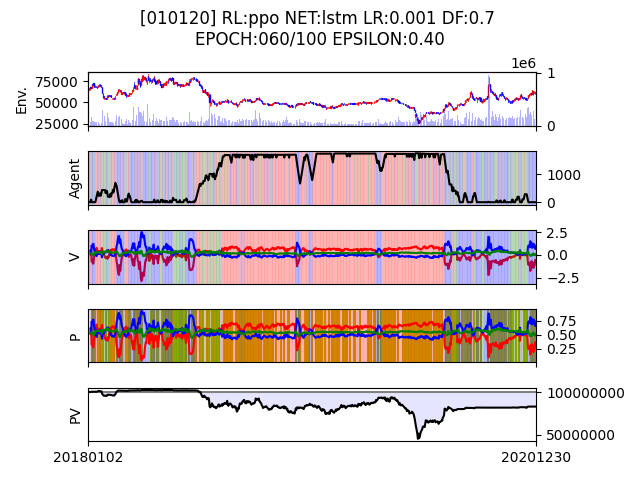 [010120] RL:ppo NET:lstm LR:0.001 DF:0.7
EPOCH:060/100 EPSILON:0.40
1e6
75000
50000
25000
Env.
1
0
Agent
1000
0
V
2.5
0.0
−2.5
P
0.75
0.50
0.25
PV
100000000
50000000
20180102
20201230